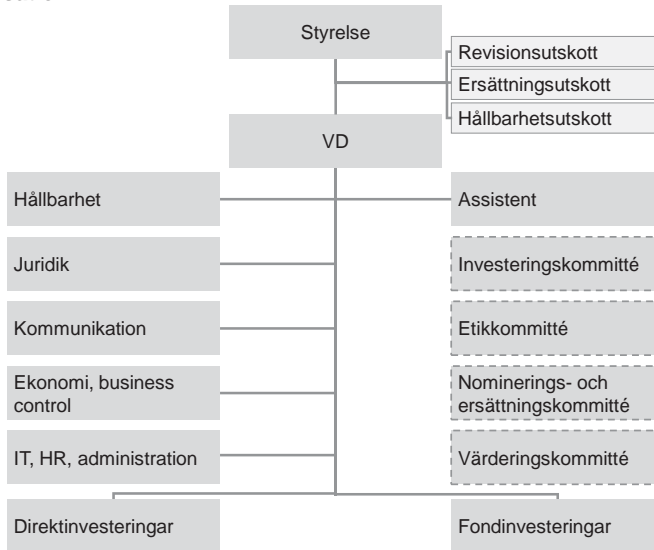 Styrelse
Revisionsutskott
Ersättningsutskott
Hållbarhetsutskott
VD
Hållbarhet
Assistent
Juridik
Investeringskommitté
Kommunikation
Etikkommitté
Ekonomi, business
control
Nominerings- och
ersättningskommitté
IT, HR, administration
Värderingskommitté
Direktinvesteringar
Fondinvesteringar